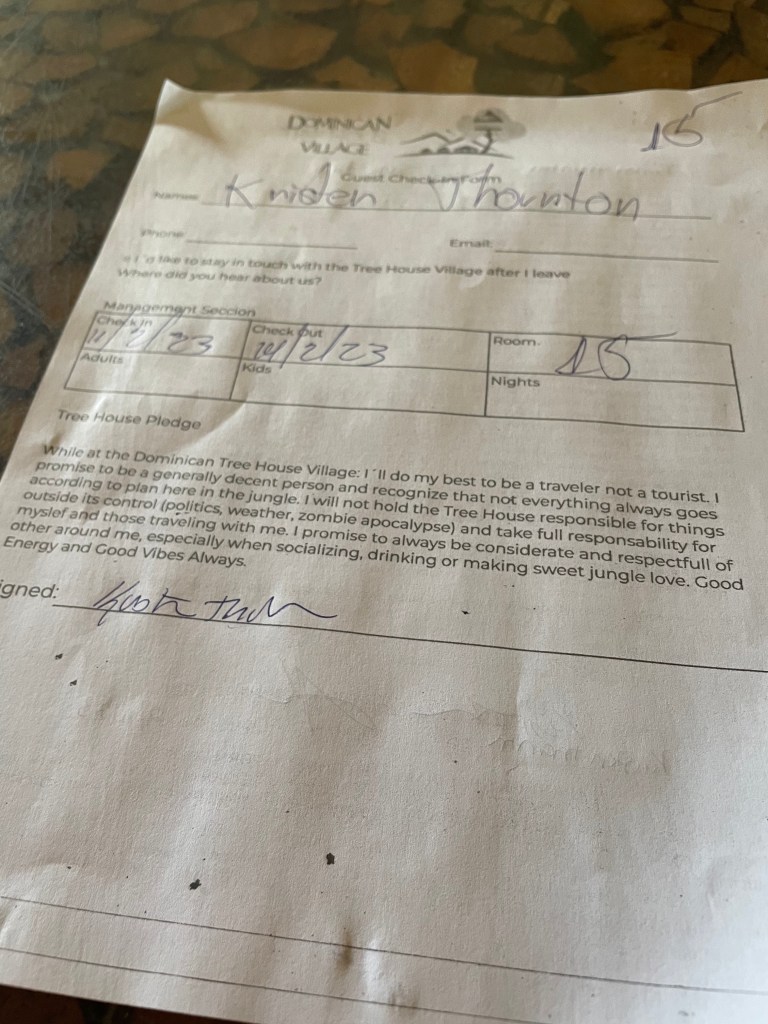 DOMINICAN
VILLAGE
15
Guest Check-In Form
Name: Kristen Thornton
Phone: Email:
to stay in touch with the Tree House Village after I leave
Where did you hear about us?
Management Seccion
Check In Check Out Room
11/2/23 14/2/23 15
Adults Kids Nights
Tree House Pledge
While at the Dominican Tree House Village: I´ll do my best to be a traveler not a tourist. I
promise to be a generally decent person and recognize that not everything always goes
according to plan here in the jungle. I will not hold the Tree House responsible for things
outside its control (politics, weather, zombie apocalypse) and take full responsability for
myslef and those traveling with me. I promise to always be considerate and respectfull of
other around me, especially when socializing, drinking or making sweet jungle love. Good
Energy and Good Vibes Always.
igned: